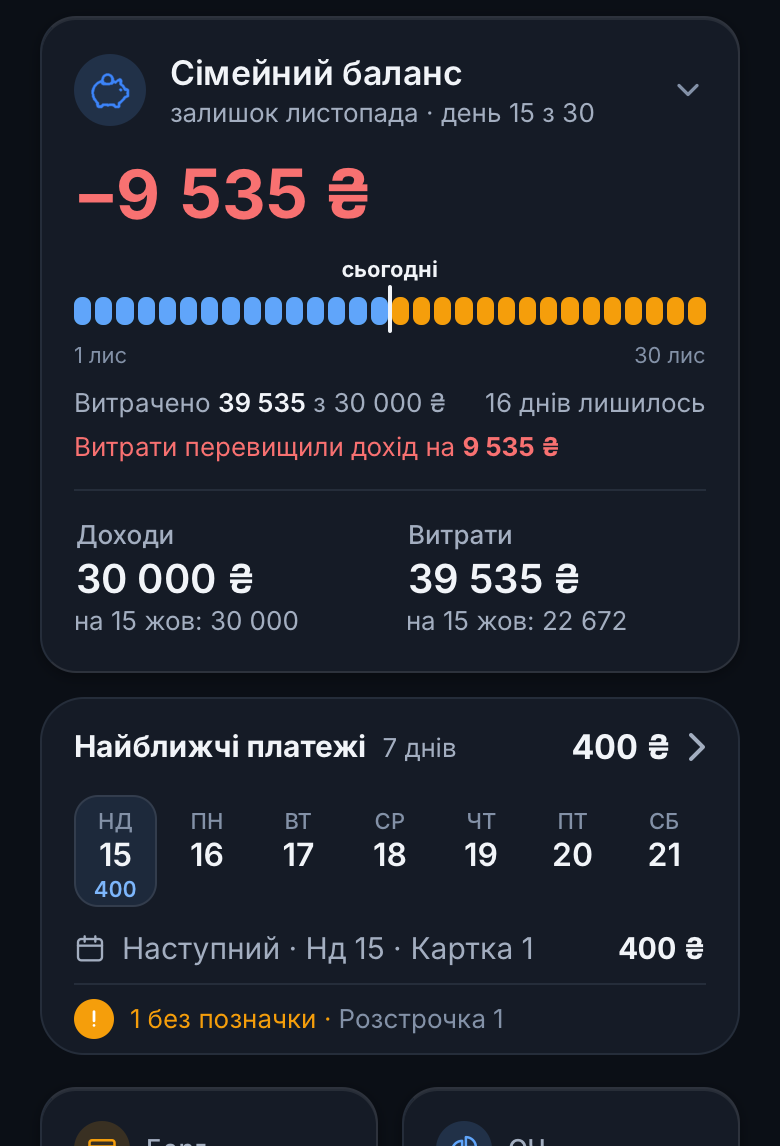 Сімейний баланс
залишок листопада · день 15 з 30
−9 535 ₴
сьогодні
1 лис
30 лис
Витрачено 39 535 з 30 000 ₴
16 днів лишилось
Витрати перевищили дохід на 9 535 ₴
Доходи
Витрати
30 000 ₴
39 535 ₴
на 15 жов: 30 000
на 15 жов: 22 672
Найближчі платежі 7 днів
400 ₴
НД ПН ВТ СР ЧТ ПТ СБ
15 16 17 18 19 20 21
400
Наступний · Нд 15 · Картка 1
400 ₴
1 без позначки · Розстрочка 1